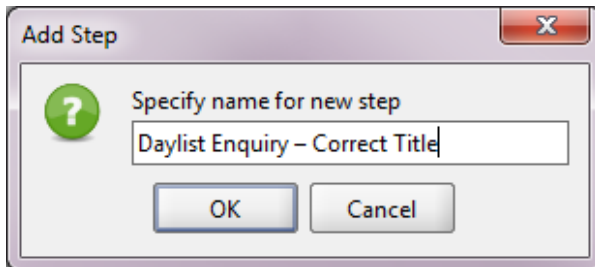 Add Step
Specify name for new step
Daylist Enquiry – Correct Title
OK
Cancel